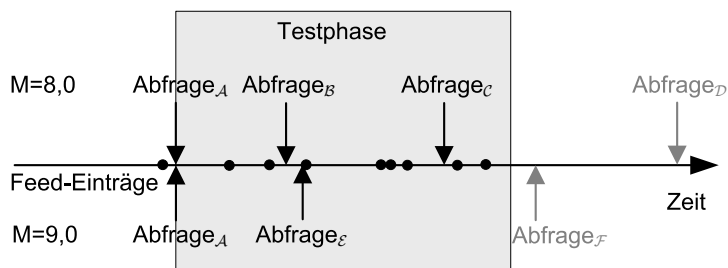 Testphase
M=8,0 Abfrage𝒜 Abfrageℬ Abfrage𝒞 Abfrage𝒟
Feed-Einträge Zeit
M=9,0 Abfrage𝒜 Abfrageℰ Abfrageℱ